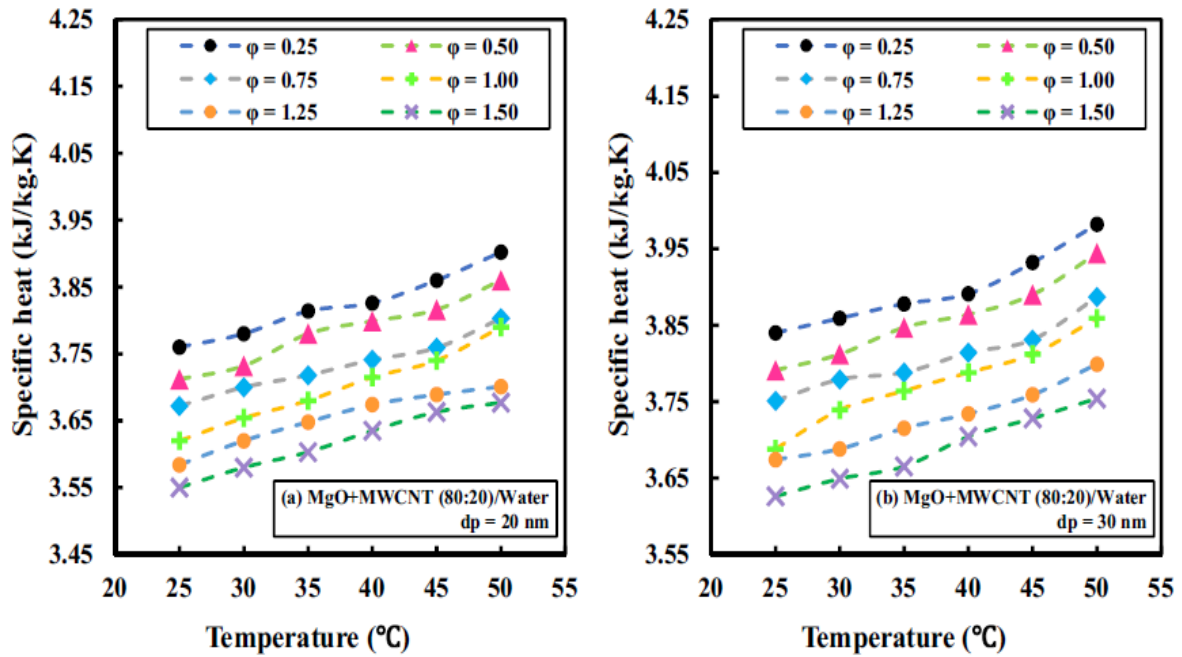 Specific heat (kJ/kg.K)
4.25
4.15
4.05
3.95
3.85
3.75
3.65
3.55
3.45
φ = 0.25
φ = 0.50
φ = 0.75
φ = 1.00
φ = 1.25
φ = 1.50
(a) MgO+MWCNT (80:20)/Water
dp = 20 nm
20 25 30 35 40 45 50 55
Temperature (℃)
Specific heat (kJ/kg.K)
4.25
4.15
4.05
3.95
3.85
3.75
3.65
3.55
φ = 0.25
φ = 0.50
φ = 0.75
φ = 1.00
φ = 1.25
φ = 1.50
(b) MgO+MWCNT (80:20)/Water
dp = 30 nm
20 25 30 35 40 45 50 55
Temperature (℃)